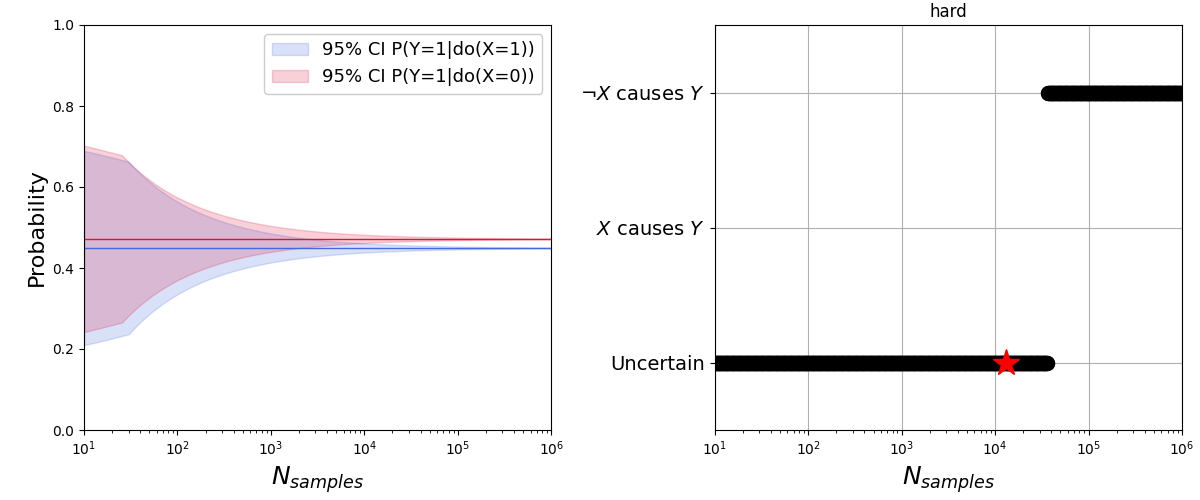 hard
1.0
0.8
0.6
0.4
0.2
0.0
Probability
95% CI P(Y=1|do(X=1))
95% CI P(Y=1|do(X=0))
10¹ 10² 10³ 10⁴ 10⁵ 10⁶
N_samples
¬X causes Y
X causes Y
Uncertain
10¹ 10² 10³ 10⁴ 10⁵ 10⁶
N_samples